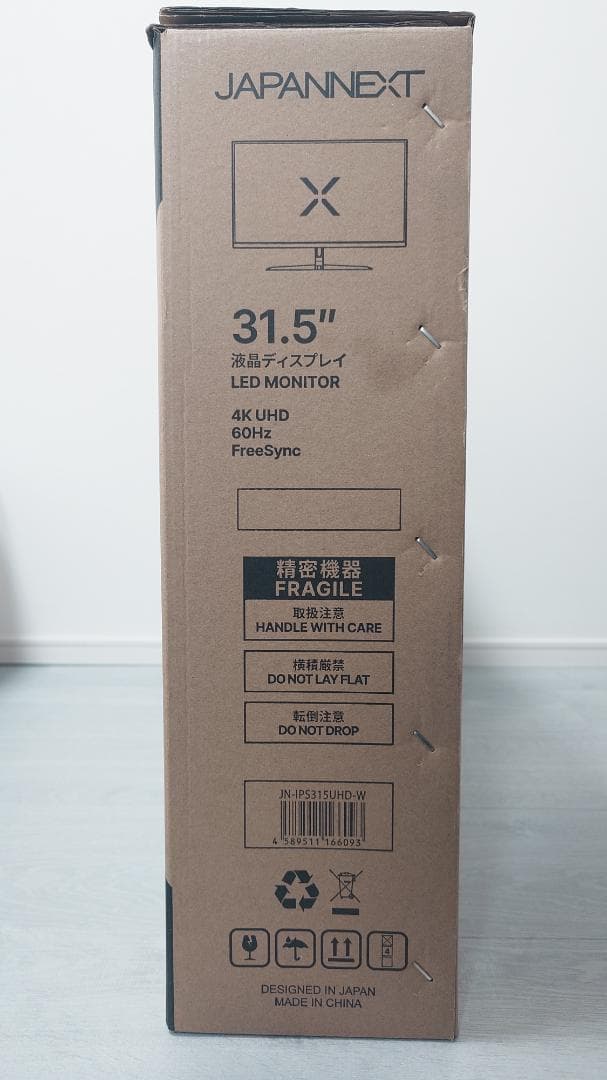 JAPANNEXT
31.5"
液晶ディスプレイ
LED MONITOR
4K UHD
60Hz
FreeSync
精密機器
FRAGILE
取扱注意
HANDLE WITH CARE
横積厳禁
DO NOT LAY FLAT
転倒注意
DO NOT DROP
JN-IPS315UHD-W
4 589511 166093
4
DESIGNED IN JAPAN
MADE IN CHINA